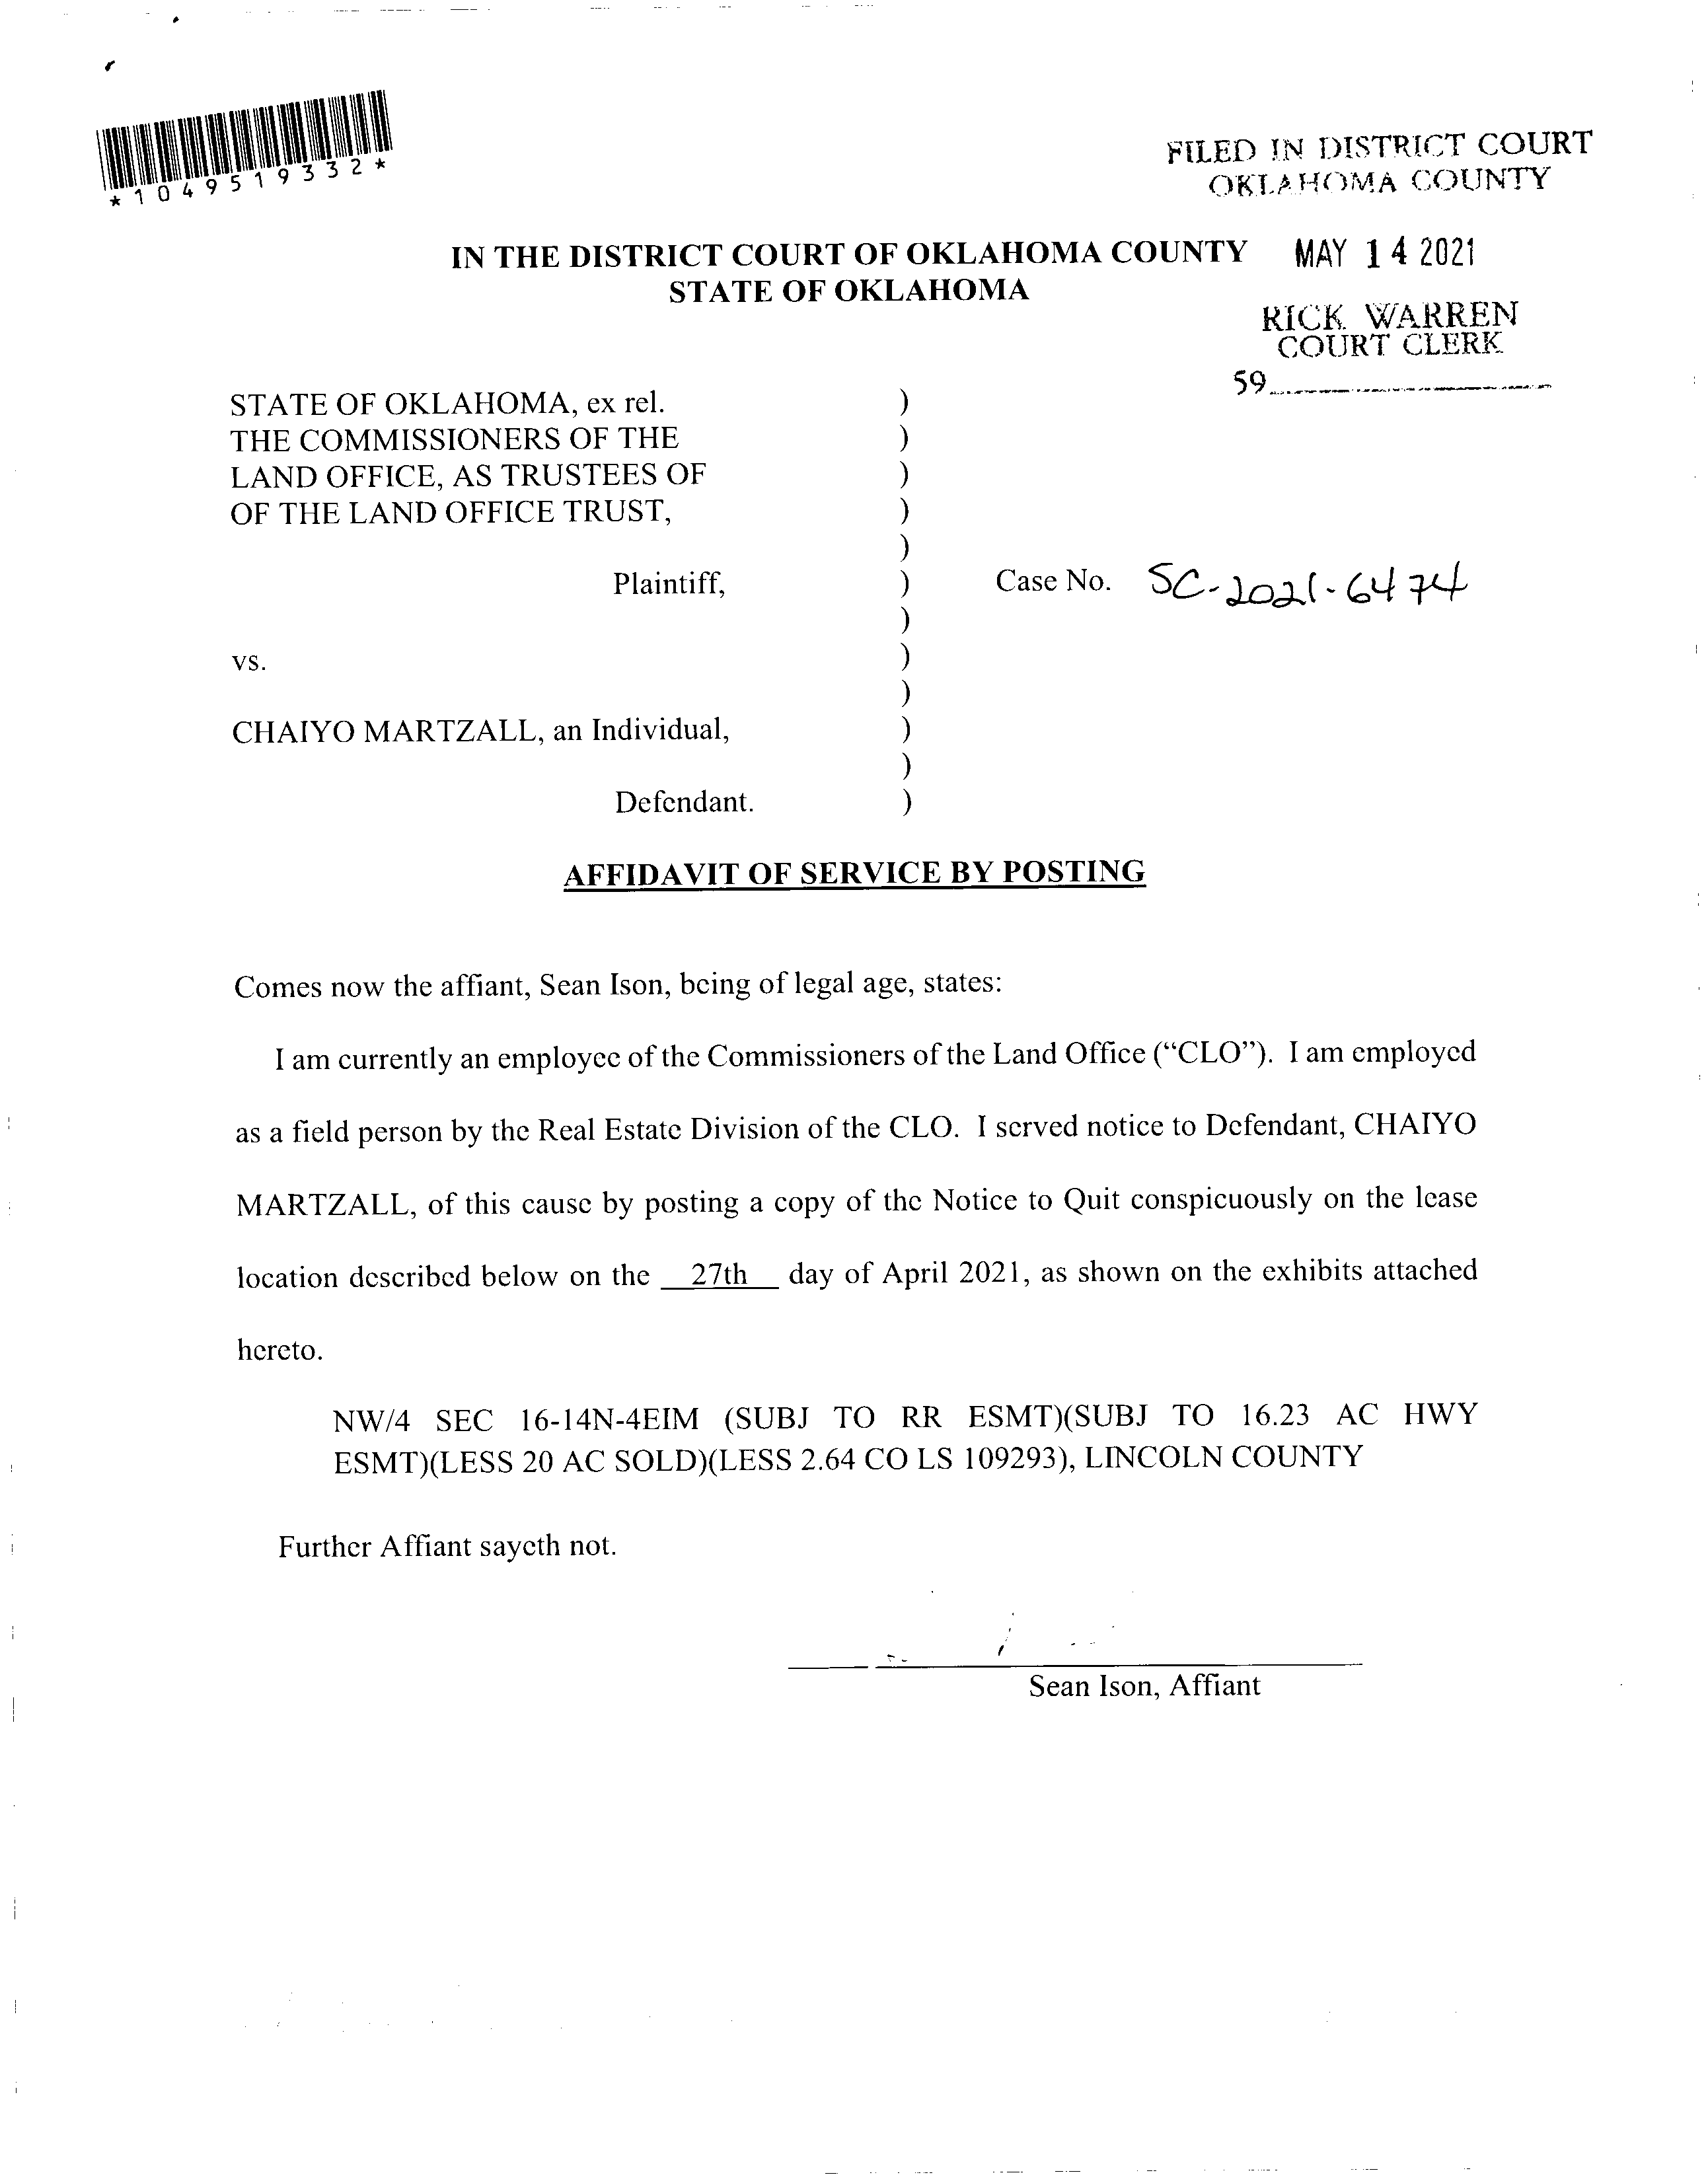 *1049519332*
FILED IN DISTRICT COURT
OKLAHOMA COUNTY
IN THE DISTRICT COURT OF OKLAHOMA COUNTY MAY 14 2021
STATE OF OKLAHOMA
RICK WARREN
COURT CLERK
59
STATE OF OKLAHOMA, ex rel. )
THE COMMISSIONERS OF THE )
LAND OFFICE, AS TRUSTEES OF )
OF THE LAND OFFICE TRUST, )
)
Plaintiff, ) Case No. SC-2021-6474
)
vs. )
)
CHAIYO MARTZALL, an Individual, )
)
Defendant. )
AFFIDAVIT OF SERVICE BY POSTING
Comes now the affiant, Sean Ison, being of legal age, states:
I am currently an employee of the Commissioners of the Land Office (“CLO”). I am employed
as a field person by the Real Estate Division of the CLO. I served notice to Defendant, CHAIYO
MARTZALL, of this cause by posting a copy of the Notice to Quit conspicuously on the lease
location described below on the 27th day of April 2021, as shown on the exhibits attached
hereto.
NW/4 SEC 16-14N-4EIM (SUBJ TO RR ESMT)(SUBJ TO 16.23 AC HWY
ESMT)(LESS 20 AC SOLD)(LESS 2.64 CO LS 109293), LINCOLN COUNTY
Further Affiant sayeth not.
Sean Ison, Affiant